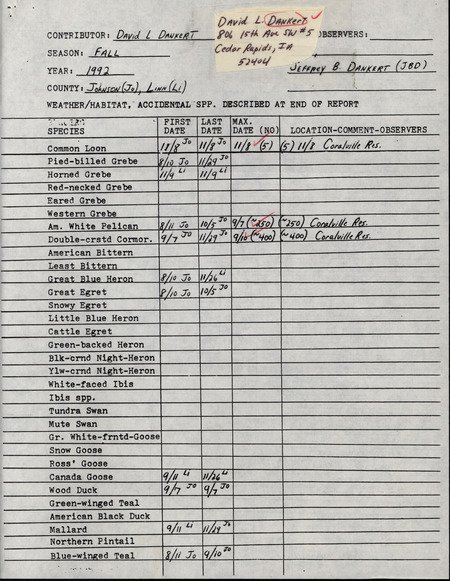 CONTRIBUTOR: David L Dankert
David L. Dankert
806 15th Ave SW #5
Cedar Rapids, IA
52404
OBSERVERS:
SEASON: Fall
YEAR: 1992
Jeffrey B. Dankert (JBD)
COUNTY: Johnson (Jo), Linn (Li)
WEATHER/HABITAT, ACCIDENTAL SPP. DESCRIBED AT END OF REPORT
SPECIES FIRST DATE LAST DATE MAX. DATE (NO) LOCATION-COMMENT-OBSERVERS
Common Loon Jo 11/8 Jo 11/8 (5) (5) 11/8 Coralville Res.
Pied-billed Grebe 8/10 Jo 11/29 Jo
Horned Grebe 11/9 Li 11/9 Li
Red-necked Grebe
Eared Grebe
Western Grebe
Am. White Pelican 8/11 Jo 10/5 Jo 9/7 (~250) (~250) Coralville Res.
Double-crstd Cormor. 9/7 Jo 11/29 Jo 9/10 (~400) (~400) Coralville Res.
American Bittern
Least Bittern
Great Blue Heron 8/10 Jo 11/26 Li
Great Egret 8/10 Jo 10/5 Jo
Snowy Egret
Little Blue Heron
Cattle Egret
Green-backed Heron
Blk-crnd Night-Heron
Ylw-crnd Night-Heron
White-faced Ibis
Ibis spp.
Tundra Swan
Mute Swan
Gr. White-frntd-Goose
Snow Goose
Ross' Goose
Canada Goose 9/11 Li 11/26 Li
Wood Duck 9/7 Jo 9/7 Jo
Green-winged Teal
American Black Duck
Mallard 9/11 Li 11/29 Jo
Northern Pintail
Blue-winged Teal 8/11 Jo 9/10 Jo